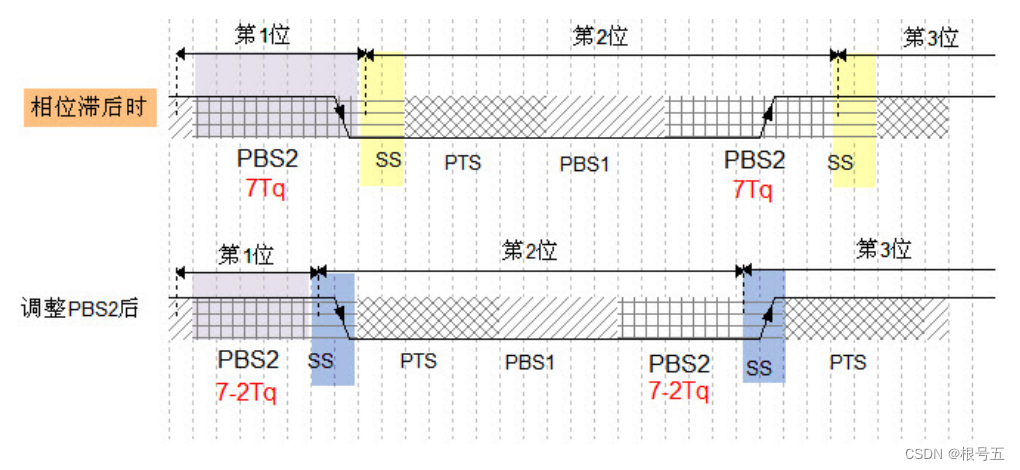 第1位
第2位
第3位
相位滞后时
PBS2
SS
PTS
PBS1
PBS2
SS
7Tq
7Tq
第1位
第2位
第3位
调整PBS2后
PBS2
SS
PTS
PBS1
PBS2
SS
PTS
7-2Tq
7-2Tq
CSDN @根号五